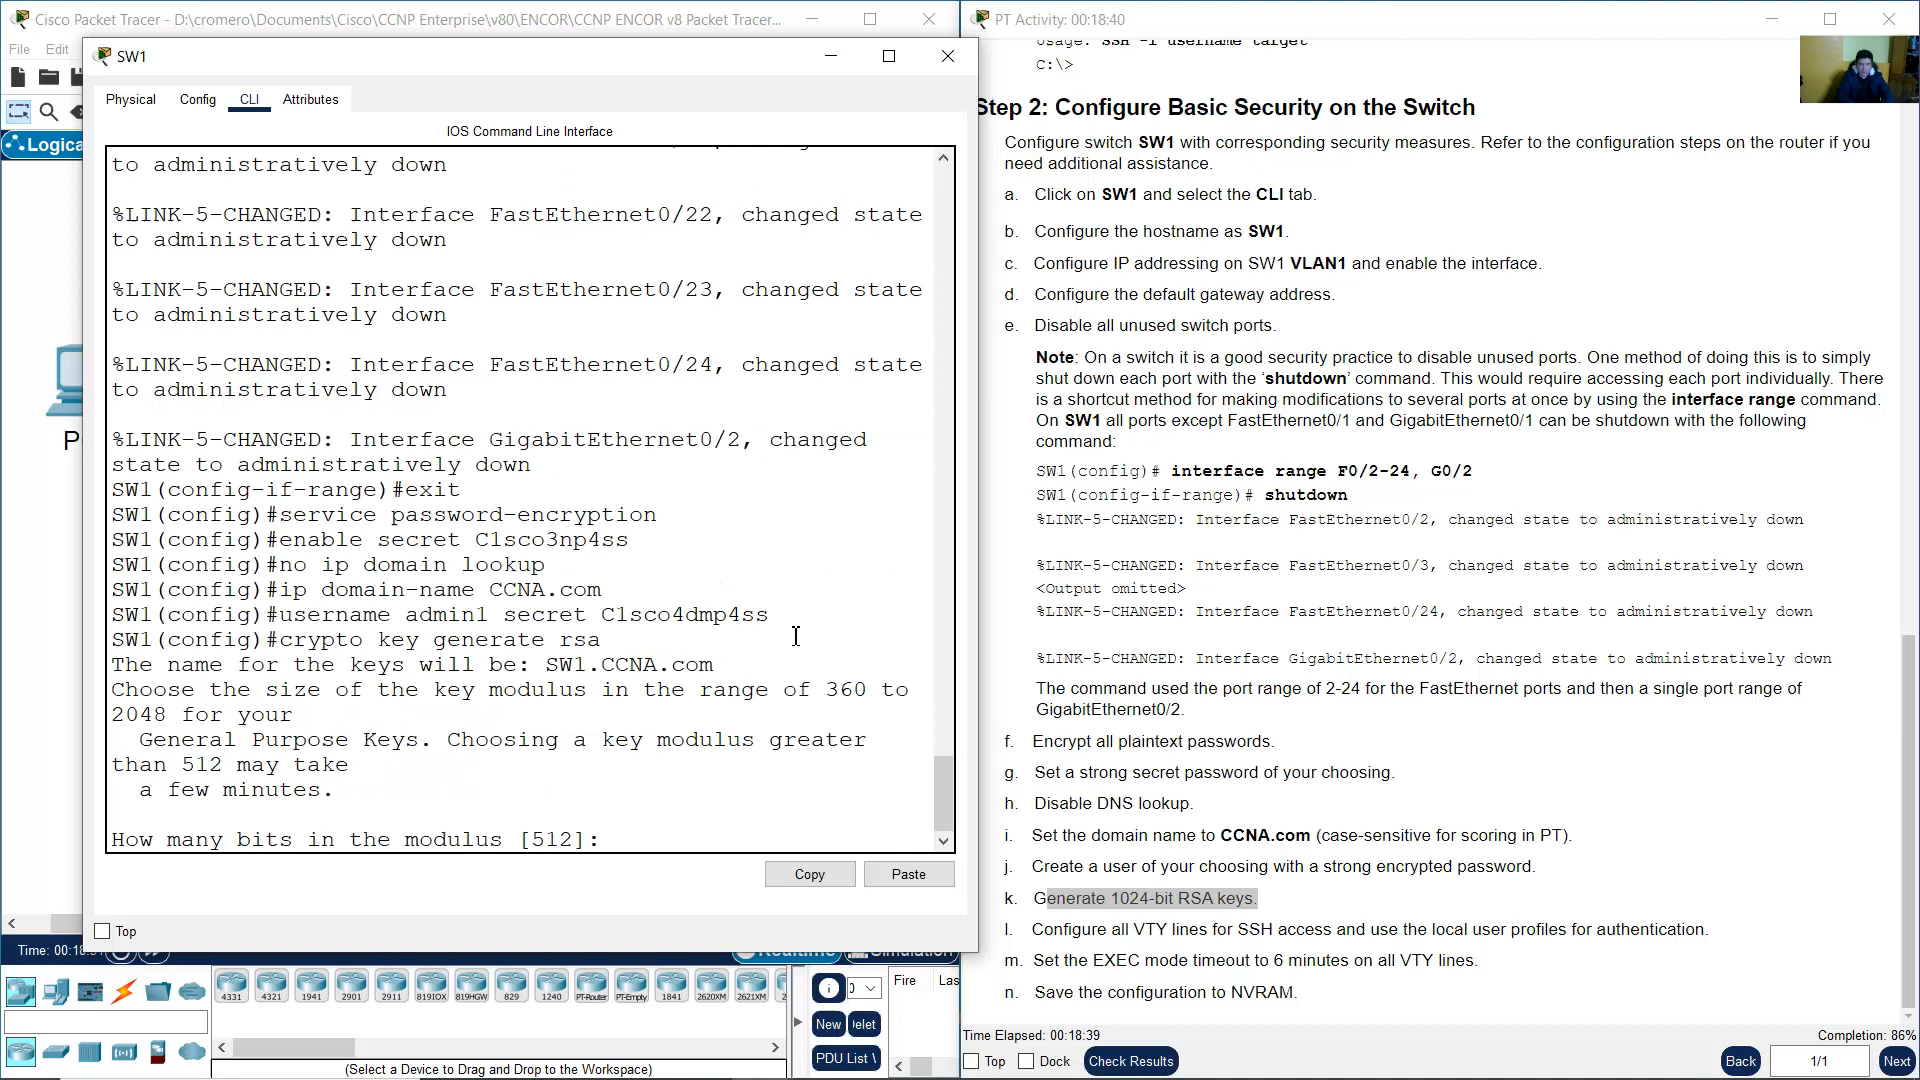 Cisco Packet Tracer - D:\cromero\Documents\Cisco\CCNP Enterprise\v80\ENCOR\CCNP ENCOR v8 Packet Tracer...
File Edit
Logica
SW1
Physical Config CLI Attributes
IOS Command Line Interface
to administratively down
%LINK-5-CHANGED: Interface FastEthernet0/22, changed state
to administratively down
%LINK-5-CHANGED: Interface FastEthernet0/23, changed state
to administratively down
%LINK-5-CHANGED: Interface FastEthernet0/24, changed state
to administratively down
%LINK-5-CHANGED: Interface GigabitEthernet0/2, changed
state to administratively down
SW1(config-if-range)#exit
SW1(config)#service password-encryption
SW1(config)#enable secret C1sco3np4ss
SW1(config)#no ip domain lookup
SW1(config)#ip domain-name CCNA.com
SW1(config)#username admin1 secret C1sco4dmp4ss
SW1(config)#crypto key generate rsa
The name for the keys will be: SW1.CCNA.com
Choose the size of the key modulus in the range of 360 to
2048 for your
General Purpose Keys. Choosing a key modulus greater
than 512 may take
a few minutes.
How many bits in the modulus [512]:
Copy Paste
Top
P
Time: 00:18:
Realtime Simulation
4331 4321 1941 2901 2911 819IOX 819HGW 829 1240 PT-Router PT-Empty 1841 2620XM 2621XM
(Select a Device to Drag and Drop to the Workspace)
Fire Las
New Delet
PDU List \
PT Activity: 00:18:40
Usage: SSH -l username target
C:\>
Step 2: Configure Basic Security on the Switch
Configure switch SW1 with corresponding security measures. Refer to the configuration steps on the router if you
need additional assistance.
a. Click on SW1 and select the CLI tab.
b. Configure the hostname as SW1.
c. Configure IP addressing on SW1 VLAN1 and enable the interface.
d. Configure the default gateway address.
e. Disable all unused switch ports.
Note: On a switch it is a good security practice to disable unused ports. One method of doing this is to simply
shut down each port with the ‘shutdown’ command. This would require accessing each port individually. There
is a shortcut method for making modifications to several ports at once by using the interface range command.
On SW1 all ports except FastEthernet0/1 and GigabitEthernet0/1 can be shutdown with the following
command:
SW1(config)# interface range F0/2-24, G0/2
SW1(config-if-range)# shutdown
%LINK-5-CHANGED: Interface FastEthernet0/2, changed state to administratively down
%LINK-5-CHANGED: Interface FastEthernet0/3, changed state to administratively down
<Output omitted>
%LINK-5-CHANGED: Interface FastEthernet0/24, changed state to administratively down
%LINK-5-CHANGED: Interface GigabitEthernet0/2, changed state to administratively down
The command used the port range of 2-24 for the FastEthernet ports and then a single port range of
GigabitEthernet0/2.
f. Encrypt all plaintext passwords.
g. Set a strong secret password of your choosing.
h. Disable DNS lookup.
i. Set the domain name to CCNA.com (case-sensitive for scoring in PT).
j. Create a user of your choosing with a strong encrypted password.
k. Generate 1024-bit RSA keys.
l. Configure all VTY lines for SSH access and use the local user profiles for authentication.
m. Set the EXEC mode timeout to 6 minutes on all VTY lines.
n. Save the configuration to NVRAM.
Time Elapsed: 00:18:39 Completion: 86%
Top Dock Check Results Back 1/1 Next